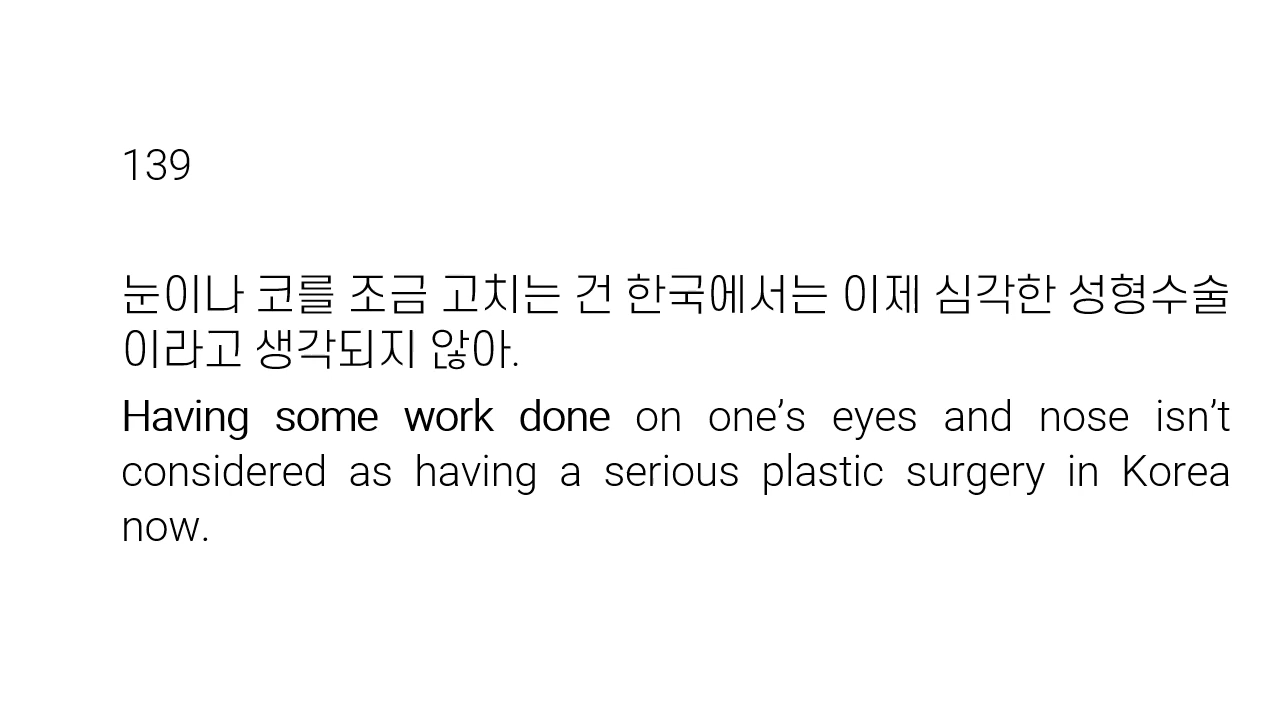 139
눈이나 코를 조금 고치는 건 한국에서는 이제 심각한 성형수술
이라고 생각되지 않아.
Having some work done on one’s eyes and nose isn’t
considered as having a serious plastic surgery in Korea
now.